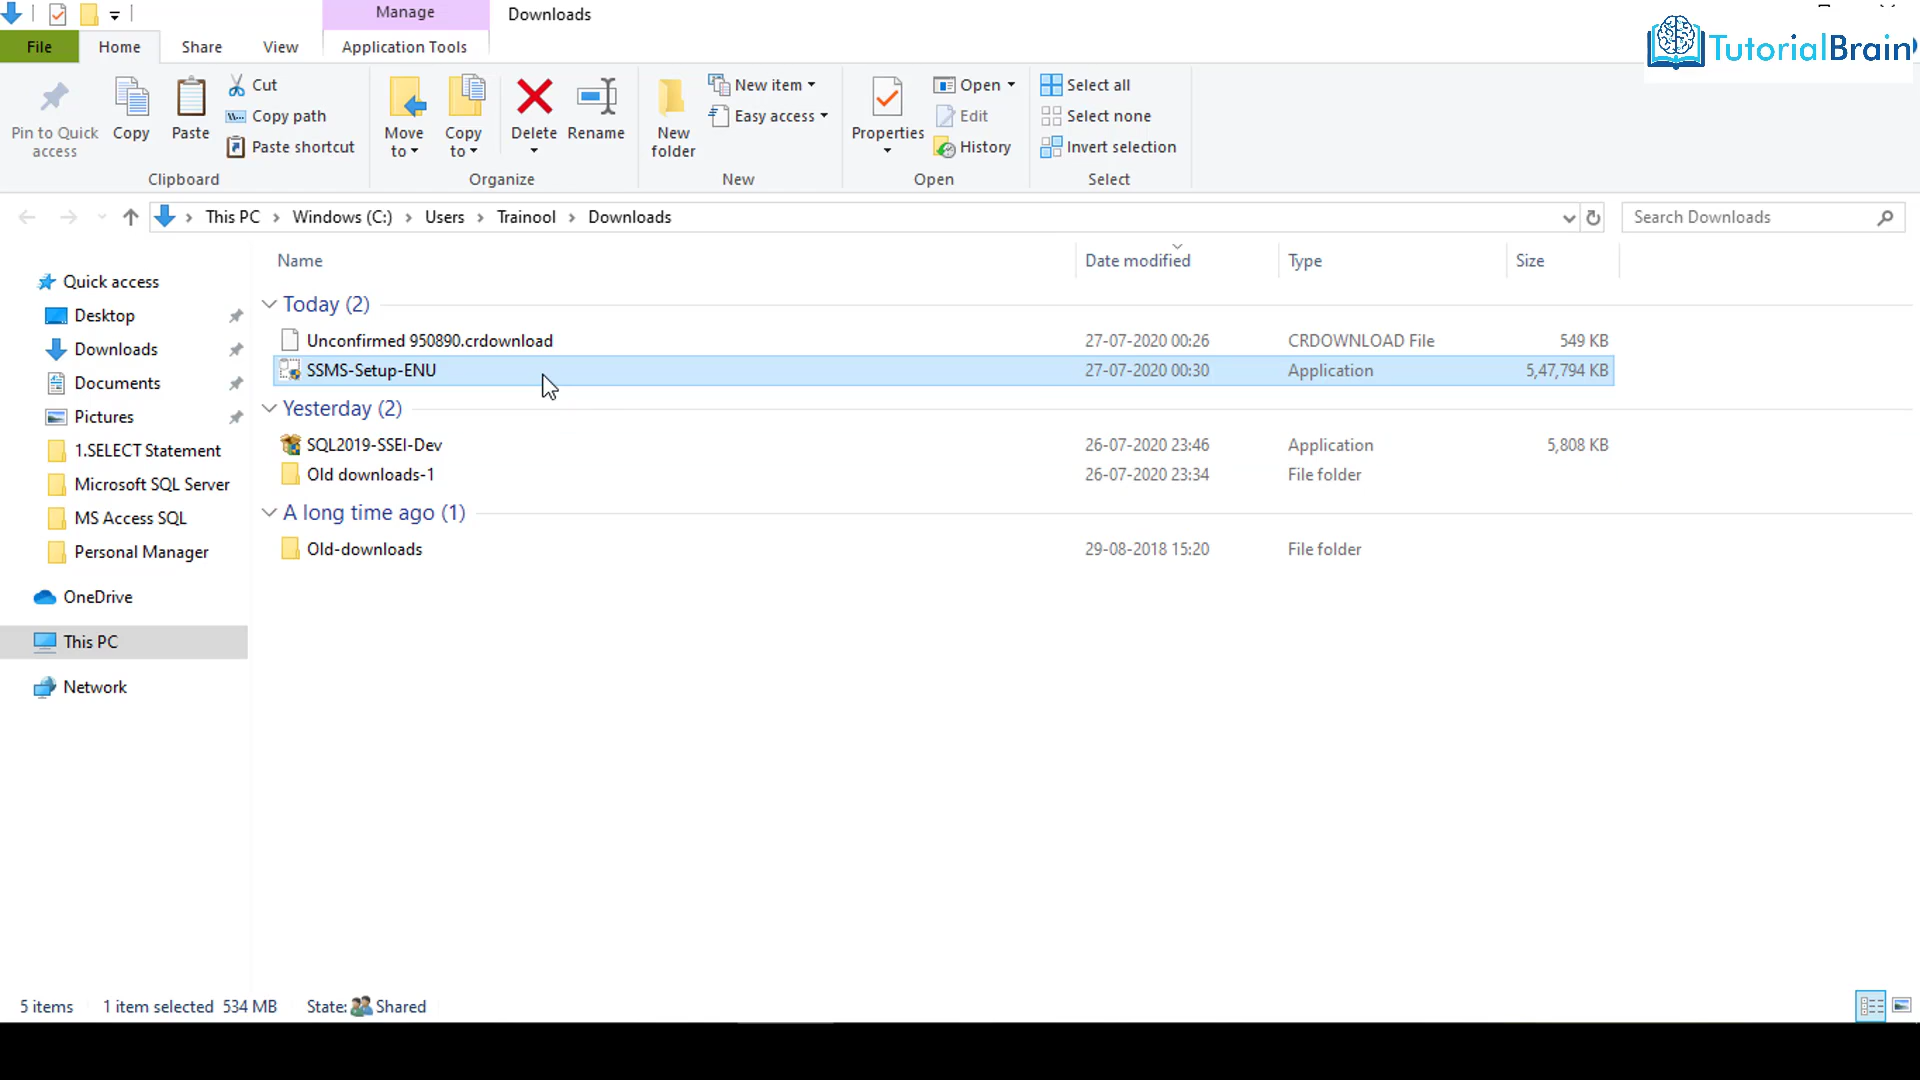 Manage
Downloads
File
Home
Share
View
Application Tools
TutorialBrain
Pin to Quick access
Copy
Paste
Cut
Copy path
Paste shortcut
Clipboard
Move to
Copy to
Delete
Rename
Organize
New folder
New item
Easy access
New
Properties
Open
Edit
History
Open
Select all
Select none
Invert selection
Select
This PC > Windows (C:) > Users > Trainool > Downloads
Search Downloads
Name
Date modified
Type
Size
Quick access
Desktop
Downloads
Documents
Pictures
1.SELECT Statement
Microsoft SQL Server
MS Access SQL
Personal Manager
OneDrive
This PC
Network
Today (2)
Unconfirmed 950890.crdownload 27-07-2020 00:26 CRDOWNLOAD File 549 KB
SSMS-Setup-ENU 27-07-2020 00:30 Application 5,47,794 KB
Yesterday (2)
SQL2019-SSEI-Dev 26-07-2020 23:46 Application 5,808 KB
Old downloads-1 26-07-2020 23:34 File folder
A long time ago (1)
Old-downloads 29-08-2018 15:20 File folder
5 items 1 item selected 534 MB State: Shared